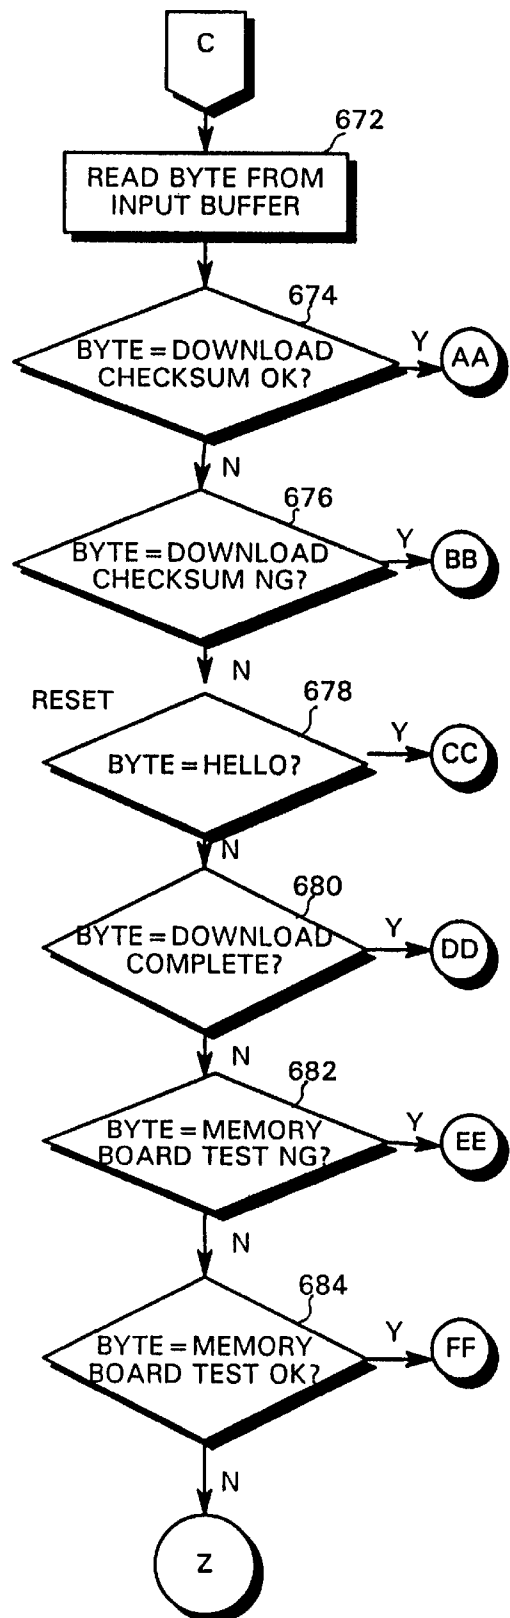 C
672
READ BYTE FROM
INPUT BUFFER
674
BYTE = DOWNLOAD
CHECKSUM OK?
Y
AA
N
676
BYTE = DOWNLOAD
CHECKSUM NG?
Y
BB
N
RESET
678
BYTE = HELLO?
Y
CC
N
680
BYTE = DOWNLOAD
COMPLETE?
Y
DD
N
682
BYTE = MEMORY
BOARD TEST NG?
Y
EE
N
684
BYTE = MEMORY
BOARD TEST OK?
Y
FF
N
Z